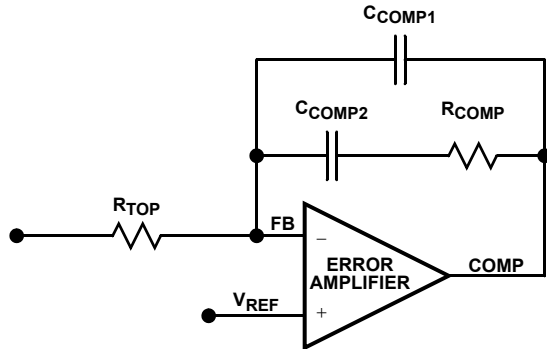 CCOMP1
CCOMP2
RCOMP
RTOP
FB
−
ERROR
AMPLIFIER
COMP
VREF
+